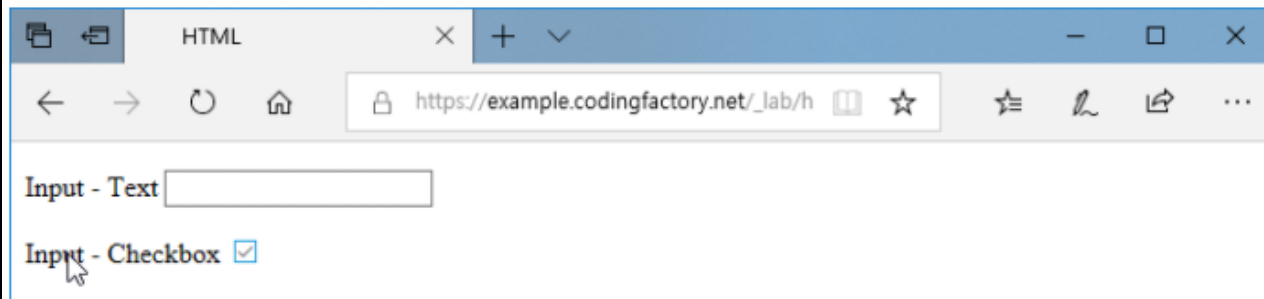 HTML
https://example.codingfactory.net/_lab/h
Input - Text
Input - Checkbox